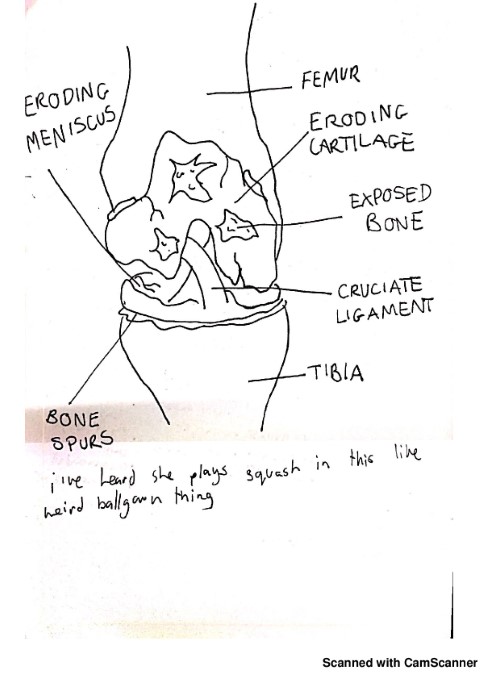 FEMUR
ERODING
MENISCUS
ERODING
CARTILAGE
EXPOSED
BONE
CRUCIATE
LIGAMENT
TIBIA
BONE
SPURS
i've heard she plays squash in this like
weird ballgown thing
Scanned with CamScanner